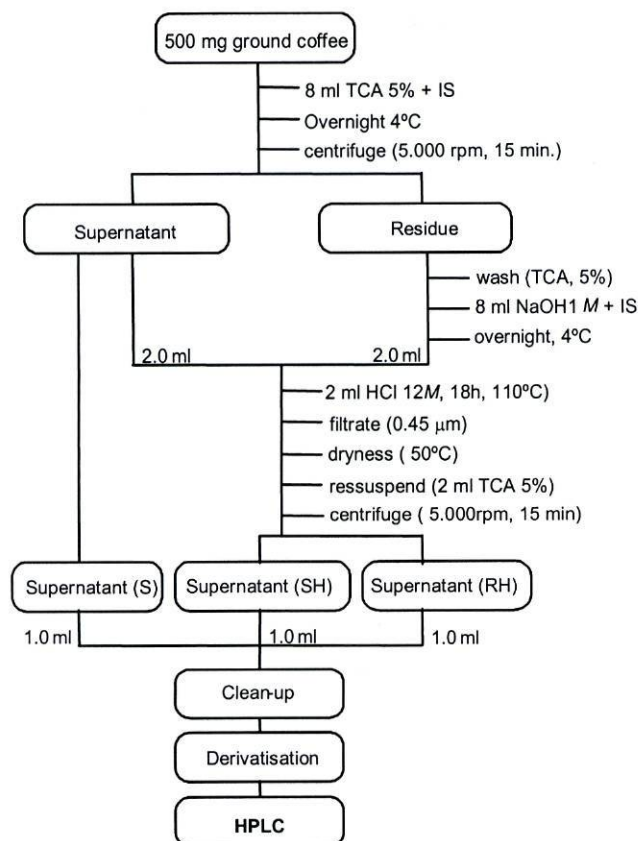 500 mg ground coffee
8 ml TCA 5% + IS
Overnight 4ºC
centrifuge (5.000 rpm, 15 min.)
Supernatant
Residue
wash (TCA, 5%)
8 ml NaOH1 M + IS
overnight, 4ºC
2.0 ml
2.0 ml
2 ml HCl 12M, 18h, 110ºC)
filtrate (0.45 µm)
dryness ( 50ºC)
ressuspend (2 ml TCA 5%)
centrifuge ( 5.000rpm, 15 min)
Supernatant (S)
Supernatant (SH)
Supernatant (RH)
1.0 ml
1.0 ml
1.0 ml
Clean-up
Derivatisation
HPLC